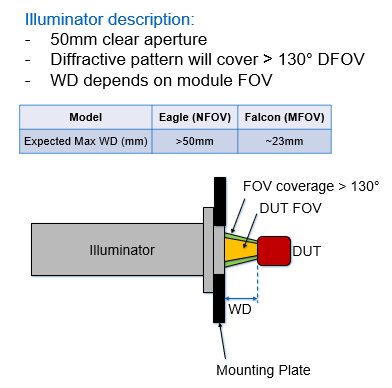 Illuminator description:
- 50mm clear aperture
- Diffractive pattern will cover > 130° DFOV
- WD depends on module FOV
Model Eagle (NFOV) Falcon (MFOV)
Expected Max WD (mm) >50mm ~23mm
FOV coverage > 130°
DUT FOV
Illuminator
DUT
WD
Mounting Plate